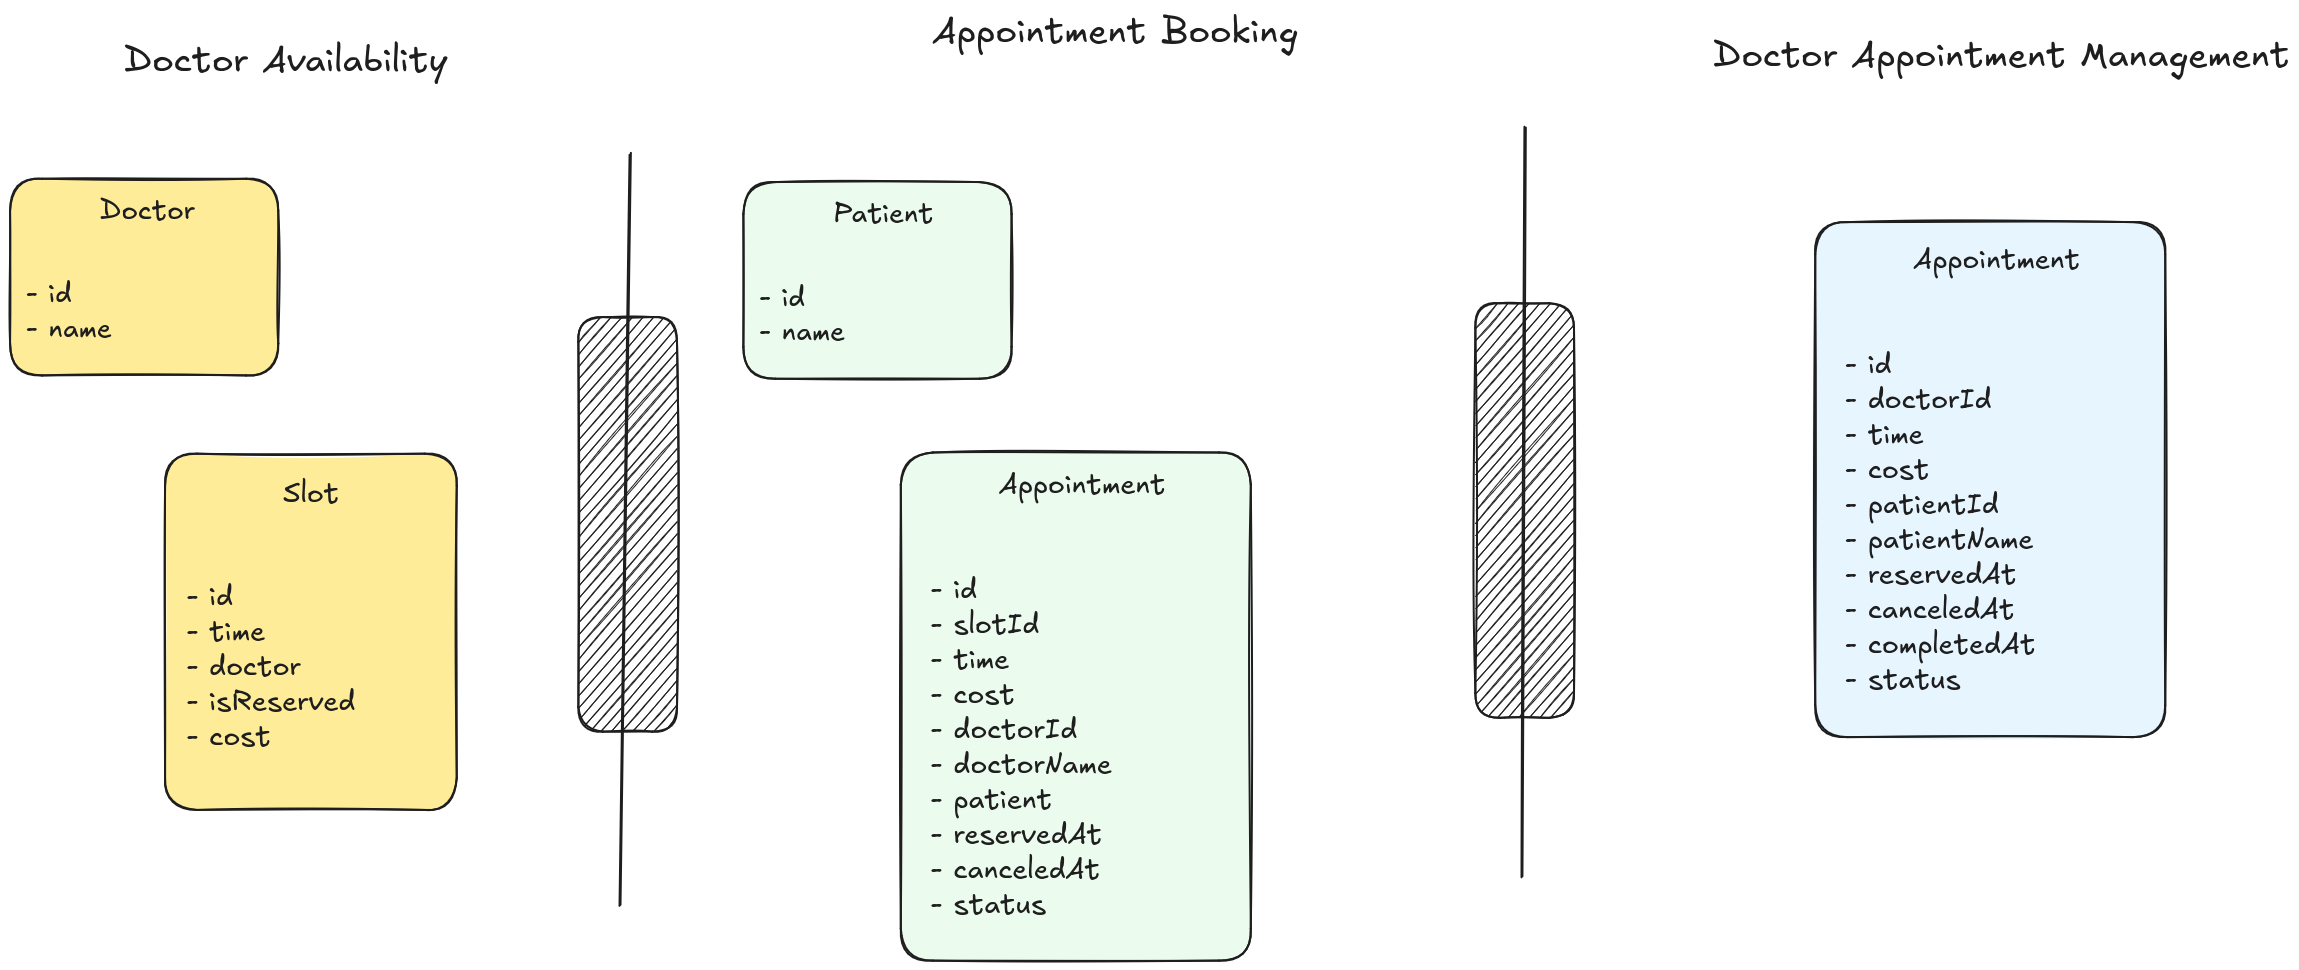 Doctor Availability
Appointment Booking
Doctor Appointment Management
Doctor
- id
- name
Slot
- id
- time
- doctor
- isReserved
- cost
Patient
- id
- name
Appointment
- id
- slotId
- time
- cost
- doctorId
- doctorName
- patient
- reservedAt
- canceledAt
- status
Appointment
- id
- doctorId
- time
- cost
- patientId
- patientName
- reservedAt
- canceledAt
- completedAt
- status